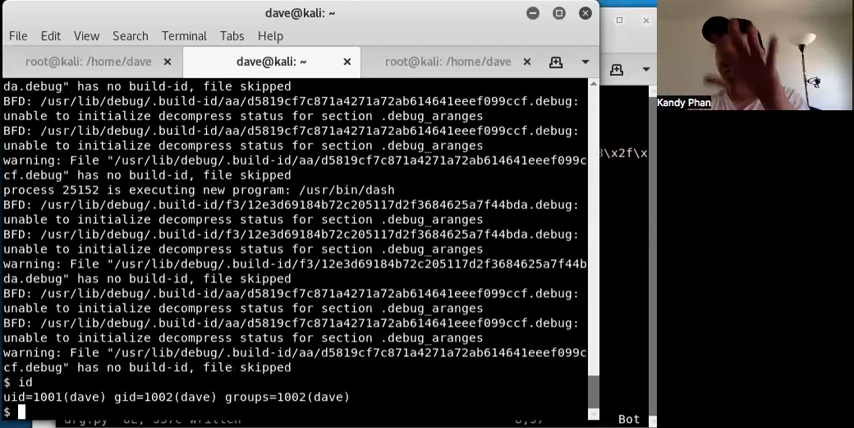 dave@kali: ~
File Edit View Search Terminal Tabs Help
root@kali: /home/dave
dave@kali: ~
root@kali: /home/dave
da.debug" has no build-id, file skipped
BFD: /usr/lib/debug/.build-id/aa/d5819cf7c871a4271a72ab614641eeef099ccf.debug:
unable to initialize decompress status for section .debug_aranges
BFD: /usr/lib/debug/.build-id/aa/d5819cf7c871a4271a72ab614641eeef099ccf.debug:
unable to initialize decompress status for section .debug_aranges
warning: File "/usr/lib/debug/.build-id/aa/d5819cf7c871a4271a72ab614641eeef099c
cf.debug" has no build-id, file skipped
process 25152 is executing new program: /usr/bin/dash
BFD: /usr/lib/debug/.build-id/f3/12e3d69184b72c205117d2f3684625a7f44bda.debug:
unable to initialize decompress status for section .debug_aranges
BFD: /usr/lib/debug/.build-id/f3/12e3d69184b72c205117d2f3684625a7f44bda.debug:
unable to initialize decompress status for section .debug_aranges
warning: File "/usr/lib/debug/.build-id/f3/12e3d69184b72c205117d2f3684625a7f44b
da.debug" has no build-id, file skipped
BFD: /usr/lib/debug/.build-id/aa/d5819cf7c871a4271a72ab614641eeef099ccf.debug:
unable to initialize decompress status for section .debug_aranges
BFD: /usr/lib/debug/.build-id/aa/d5819cf7c871a4271a72ab614641eeef099ccf.debug:
unable to initialize decompress status for section .debug_aranges
warning: File "/usr/lib/debug/.build-id/aa/d5819cf7c871a4271a72ab614641eeef099c
cf.debug" has no build-id, file skipped
$ id
uid=1001(dave) gid=1002(dave) groups=1002(dave)
$
\x2f\x
Bot
Kandy Phan